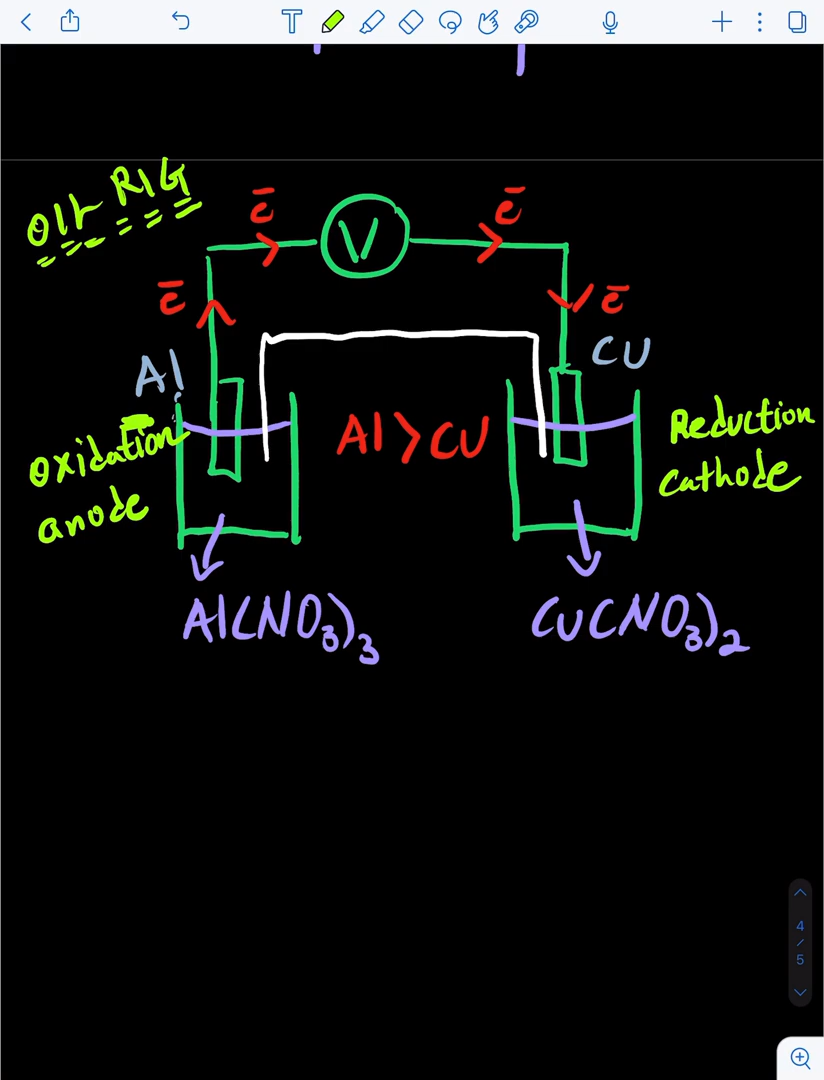 OIL RIG
e⁻
e⁻
V
e⁻
e⁻
Al
Cu
Al > Cu
Oxidation
anode
Reduction
cathode
Al(NO₃)₃
Cu(NO₃)₂
4
/
5
T